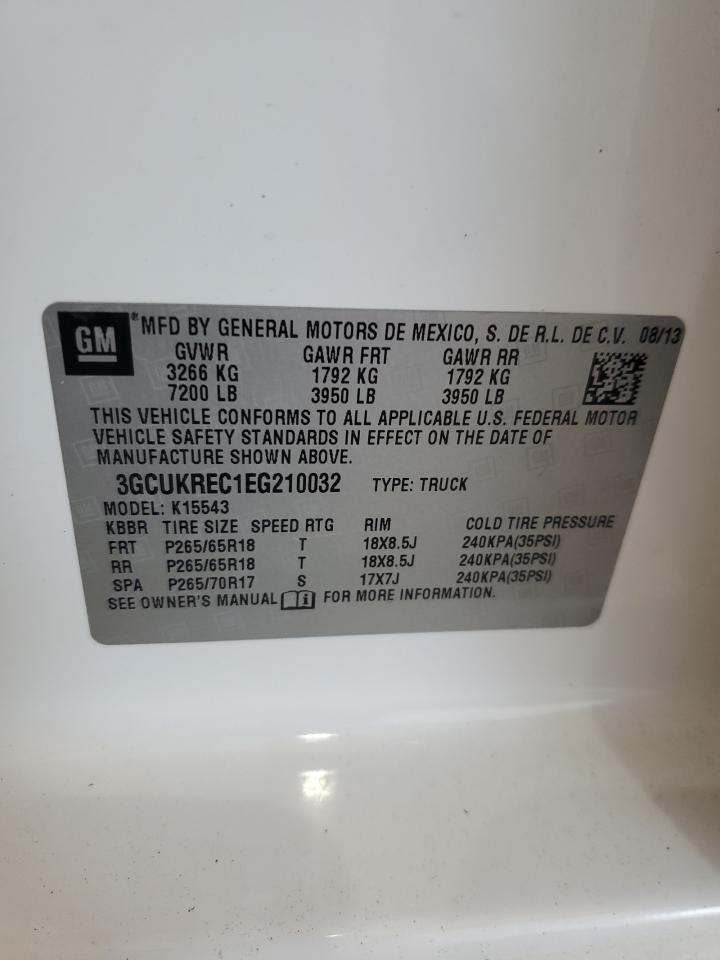 GM
®MFD BY GENERAL MOTORS DE MEXICO, S. DE R.L. DE C.V. 08/13
GVWR GAWR FRT GAWR RR
3266 KG 1792 KG 1792 KG
7200 LB 3950 LB 3950 LB
THIS VEHICLE CONFORMS TO ALL APPLICABLE U.S. FEDERAL MOTOR
VEHICLE SAFETY STANDARDS IN EFFECT ON THE DATE OF
MANUFACTURE SHOWN ABOVE.
3GCUKREC1EG210032 TYPE: TRUCK
MODEL: K15543
KBBR TIRE SIZE SPEED RTG RIM COLD TIRE PRESSURE
FRT P265/65R18 T 18X8.5J 240KPA(35PSI)
RR P265/65R18 T 18X8.5J 240KPA(35PSI)
SPA P265/70R17 S 17X7J 240KPA(35PSI)
SEE OWNER'S MANUAL i FOR MORE INFORMATION.